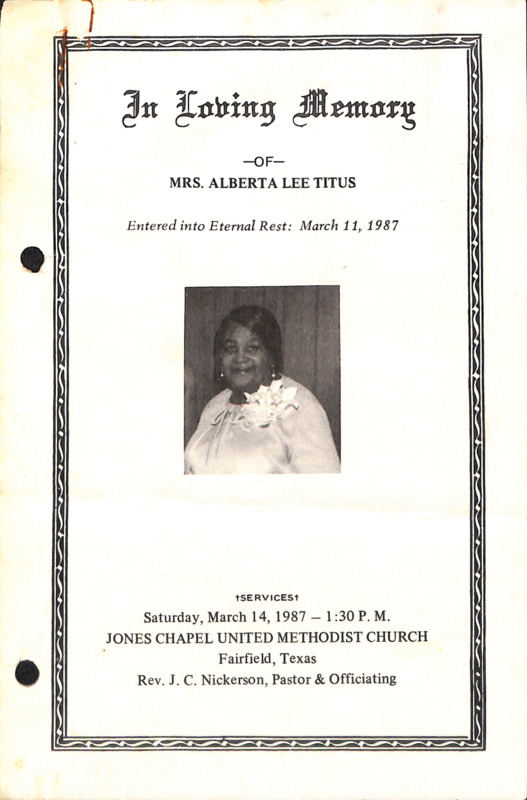 In Loving Memory
—OF—
MRS. ALBERTA LEE TITUS
Entered into Eternal Rest: March 11, 1987
†SERVICES†
Saturday, March 14, 1987 – 1:30 P. M.
JONES CHAPEL UNITED METHODIST CHURCH
Fairfield, Texas
Rev. J. C. Nickerson, Pastor & Officiating